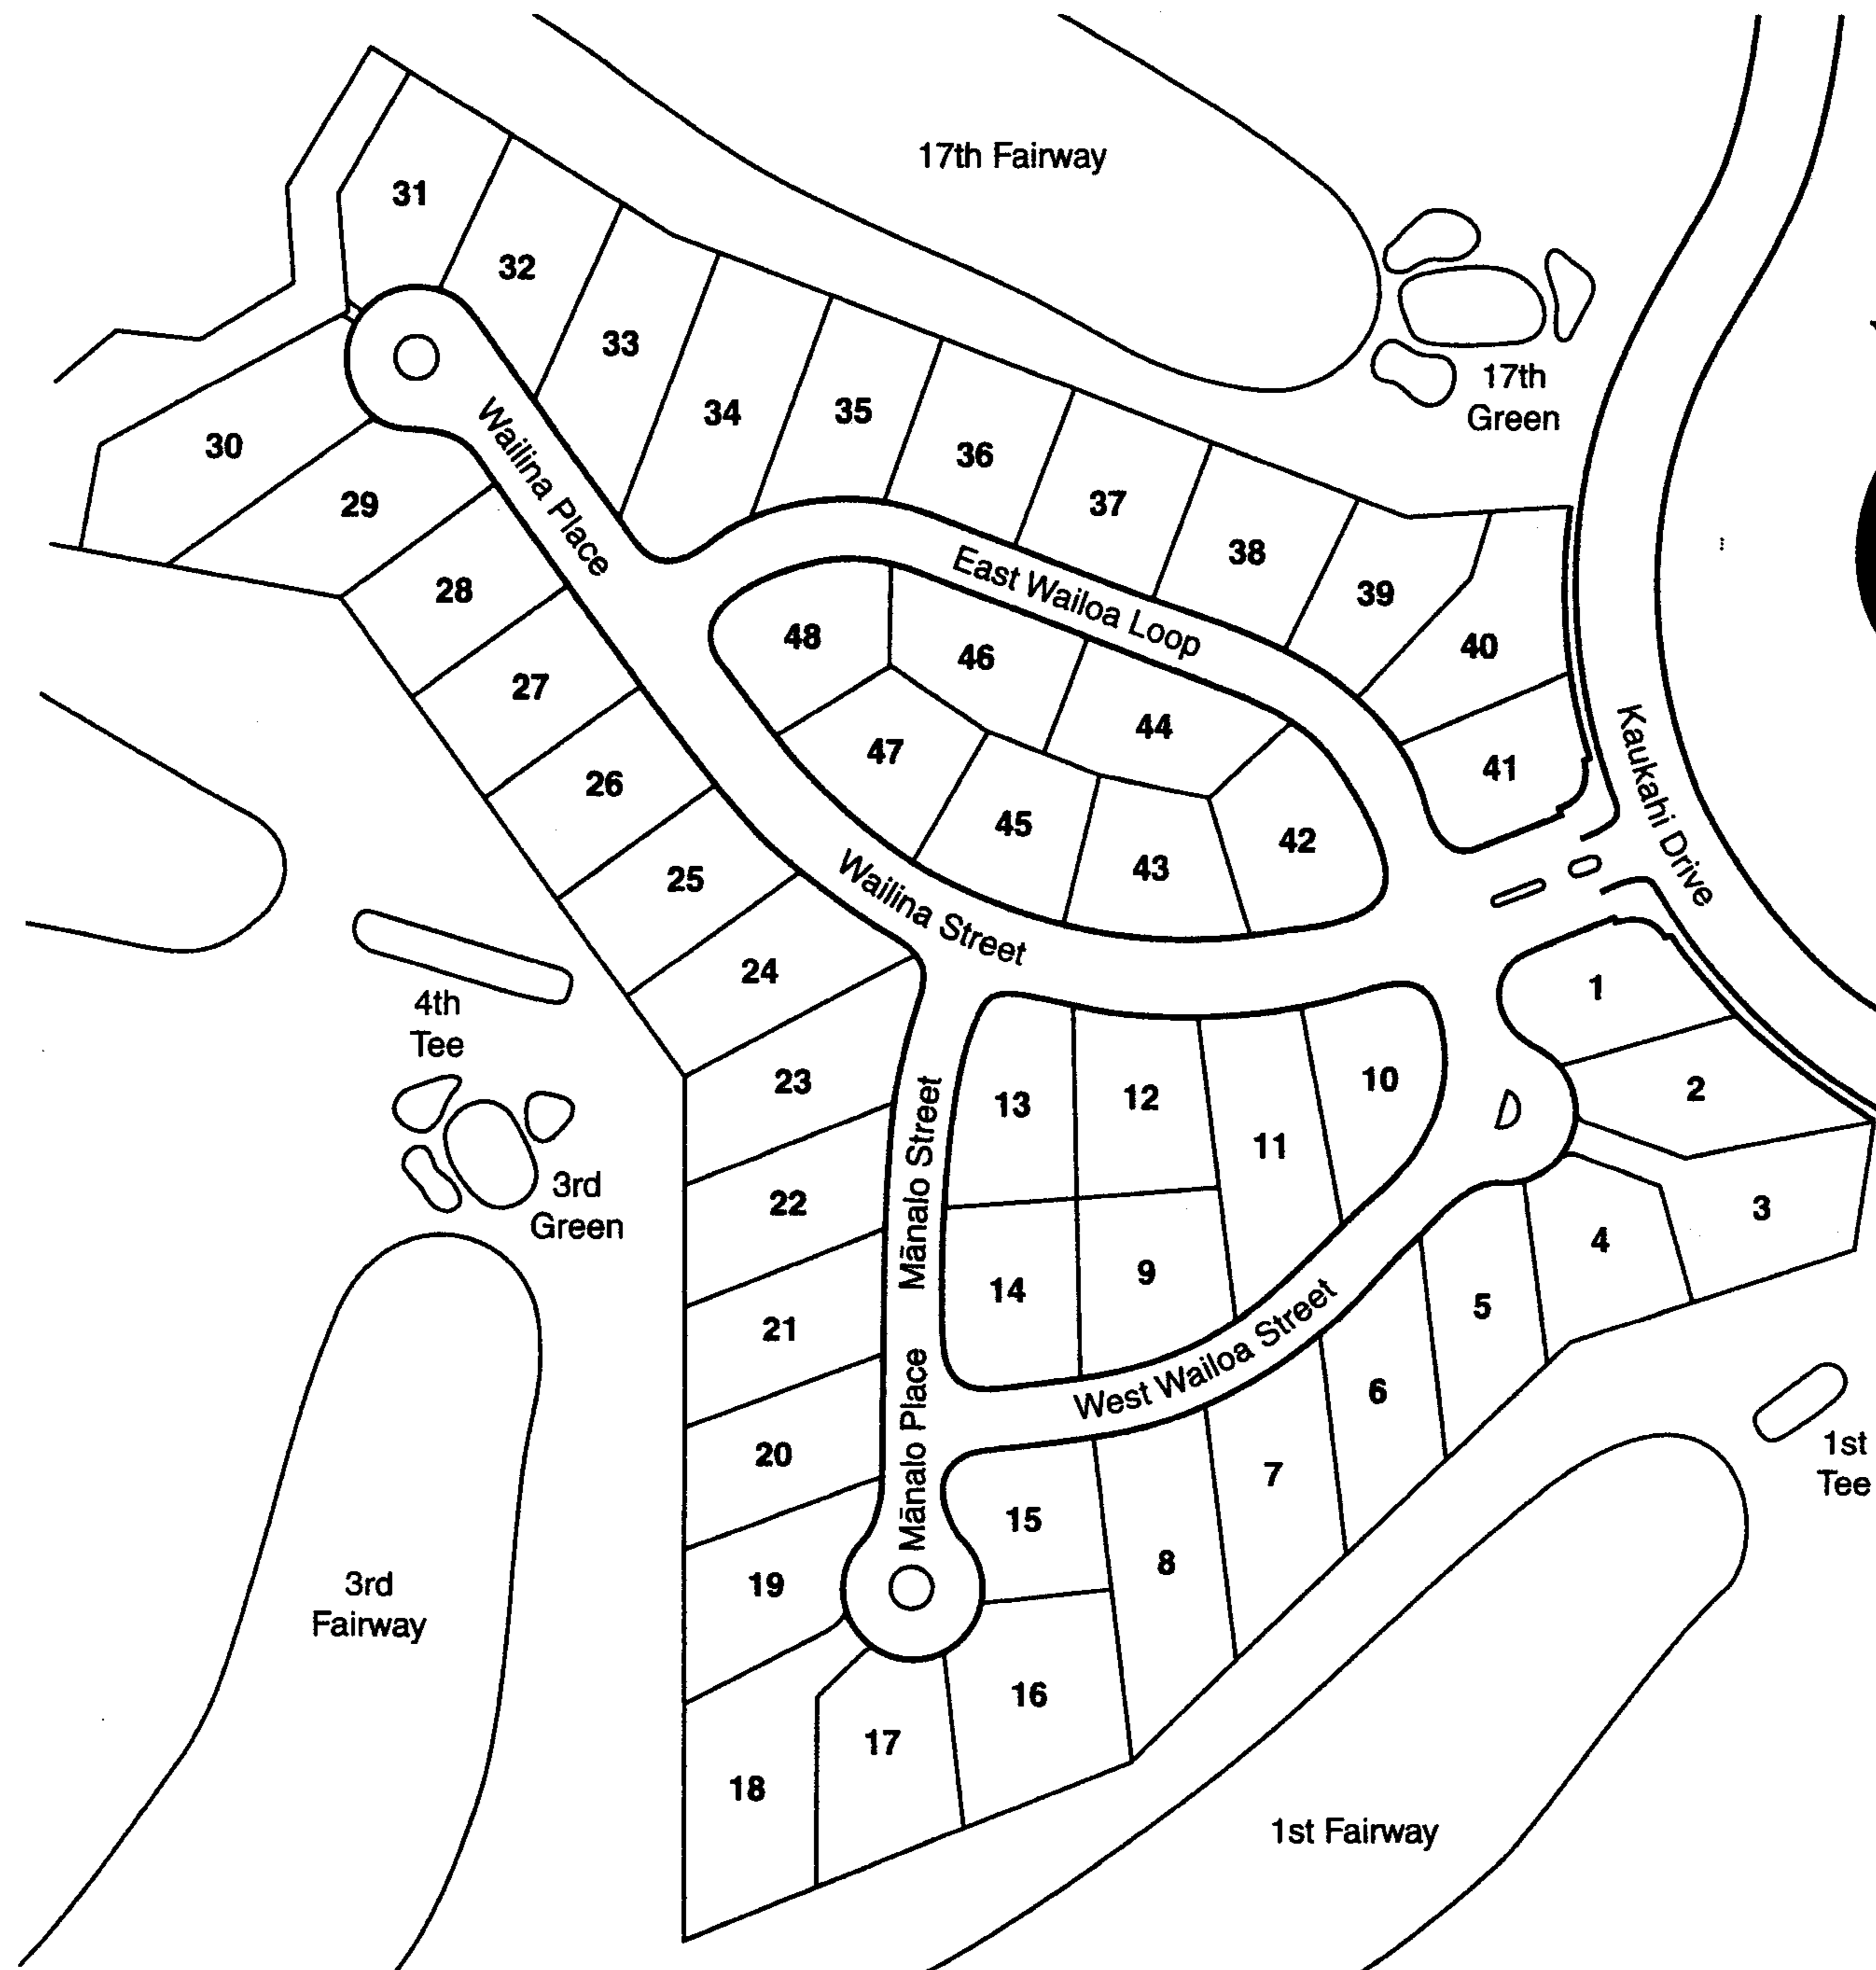 17th Fairway
31
32
33
17th
Green
34
35
30
36
29
37
Wailina Place
38
East Wailoa Loop
28
39
48
40
46
27
44
47
41
Kaukahi Drive
26
45
42
43
25
Wailina Street
24
1
4th
Tee
23
10
2
12
13
11
Mānalo Street
3rd
Green
22
3
4
9
14
5
21
West Wailoa Street
6
Mānalo Place
20
1st
Tee
7
15
8
19
3rd
Fairway
16
17
18
1st Fairway